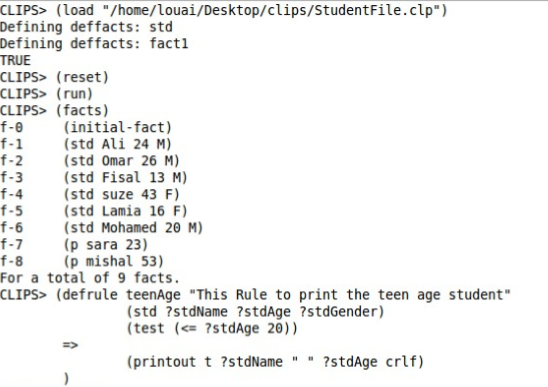 CLIPS> (load "/home/louai/Desktop/clips/StudentFile.clp")
Defining deffacts: std
Defining deffacts: fact1
TRUE
CLIPS> (reset)
CLIPS> (run)
CLIPS> (facts)
f-0     (initial-fact)
f-1     (std Ali 24 M)
f-2     (std Omar 26 M)
f-3     (std Fisal 13 M)
f-4     (std suze 43 F)
f-5     (std Lamia 16 F)
f-6     (std Mohamed 20 M)
f-7     (p sara 23)
f-8     (p mishal 53)
For a total of 9 facts.
CLIPS> (defrule teenAge "This Rule to print the teen age student"
                (std ?stdName ?stdAge ?stdGender)
                (test (<= ?stdAge 20))
        =>
                (printout t ?stdName " " ?stdAge crlf)
        )